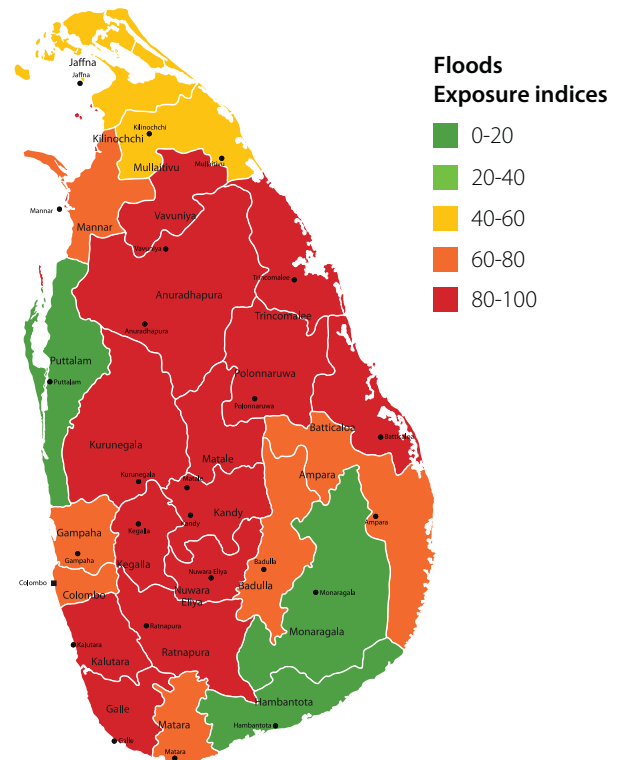 Floods
Exposure indices
0-20
20-40
40-60
60-80
80-100
Jaffna
Jaffna
Kilinochchi
Kilinochchi
Mullaitivu
Mullaitivu
Mannar
Mannar
Vavuniya
Vavuniya
Trincomalee
Anuradhapura
Trincomalee
Anuradhapura
Puttalam
Polonnaruwa
Puttalam
Polonnaruwa
Batticaloa
Batticaloa
Kurunegala
Matale
Kurunegala
Matale
Ampara
Kandy
Kandy
Ampara
Gampaha
Kegalla
Gampaha
Kegalla
Badulla
Nuwara Eliya
Colombo
Badulla
Nuwara
Eliya
Colombo
Monaragala
Ratnapura
Monaragala
Kalutara
Ratnapura
Kalutara
Hambantota
Galle
Matara
Hambantota
Galle
Matara